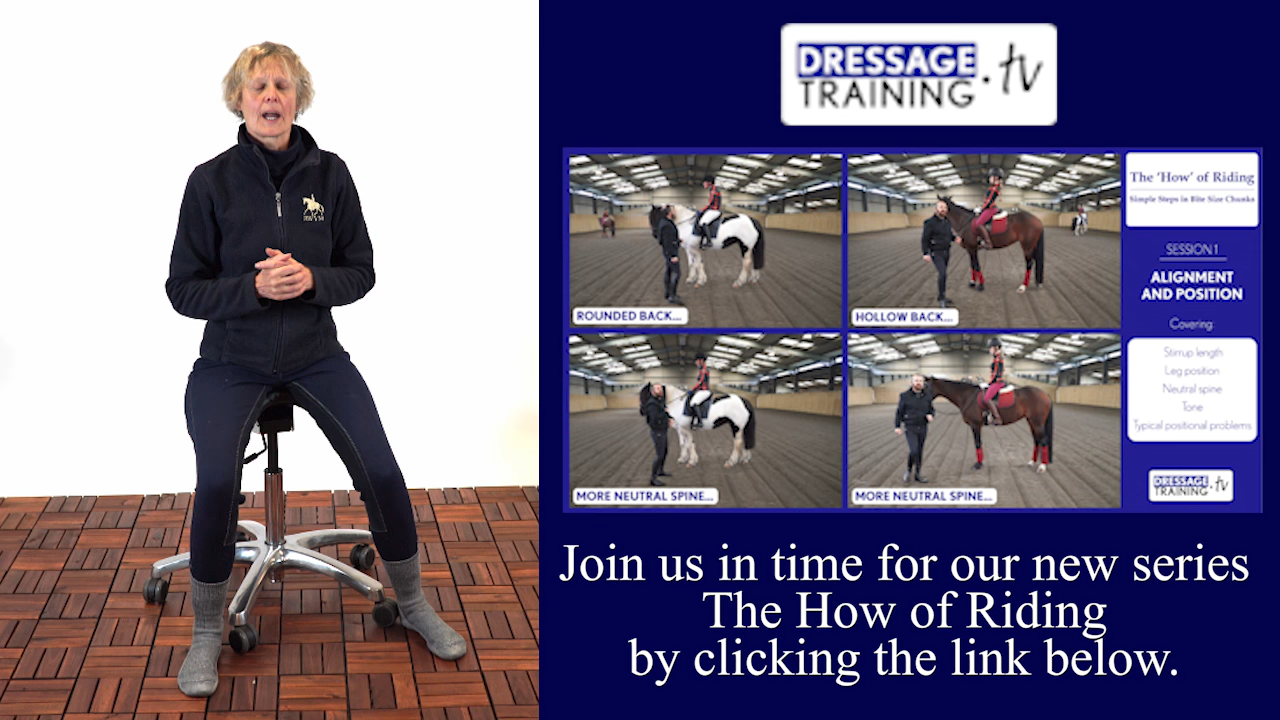 DRESSAGE
TRAINING.tv
ROUNDED BACK...
HOLLOW BACK...
MORE NEUTRAL SPINE...
MORE NEUTRAL SPINE...
The 'How' of Riding
Simple Steps in Bite Size Chunks
SESSION 1
ALIGNMENT
AND POSITION
Covering:
Stirrup length
Leg position
Neutral spine
Tone
Typical positional problems
DRESSAGE
TRAINING.tv
Join us in time for our new series
The How of Riding
by clicking the link below.